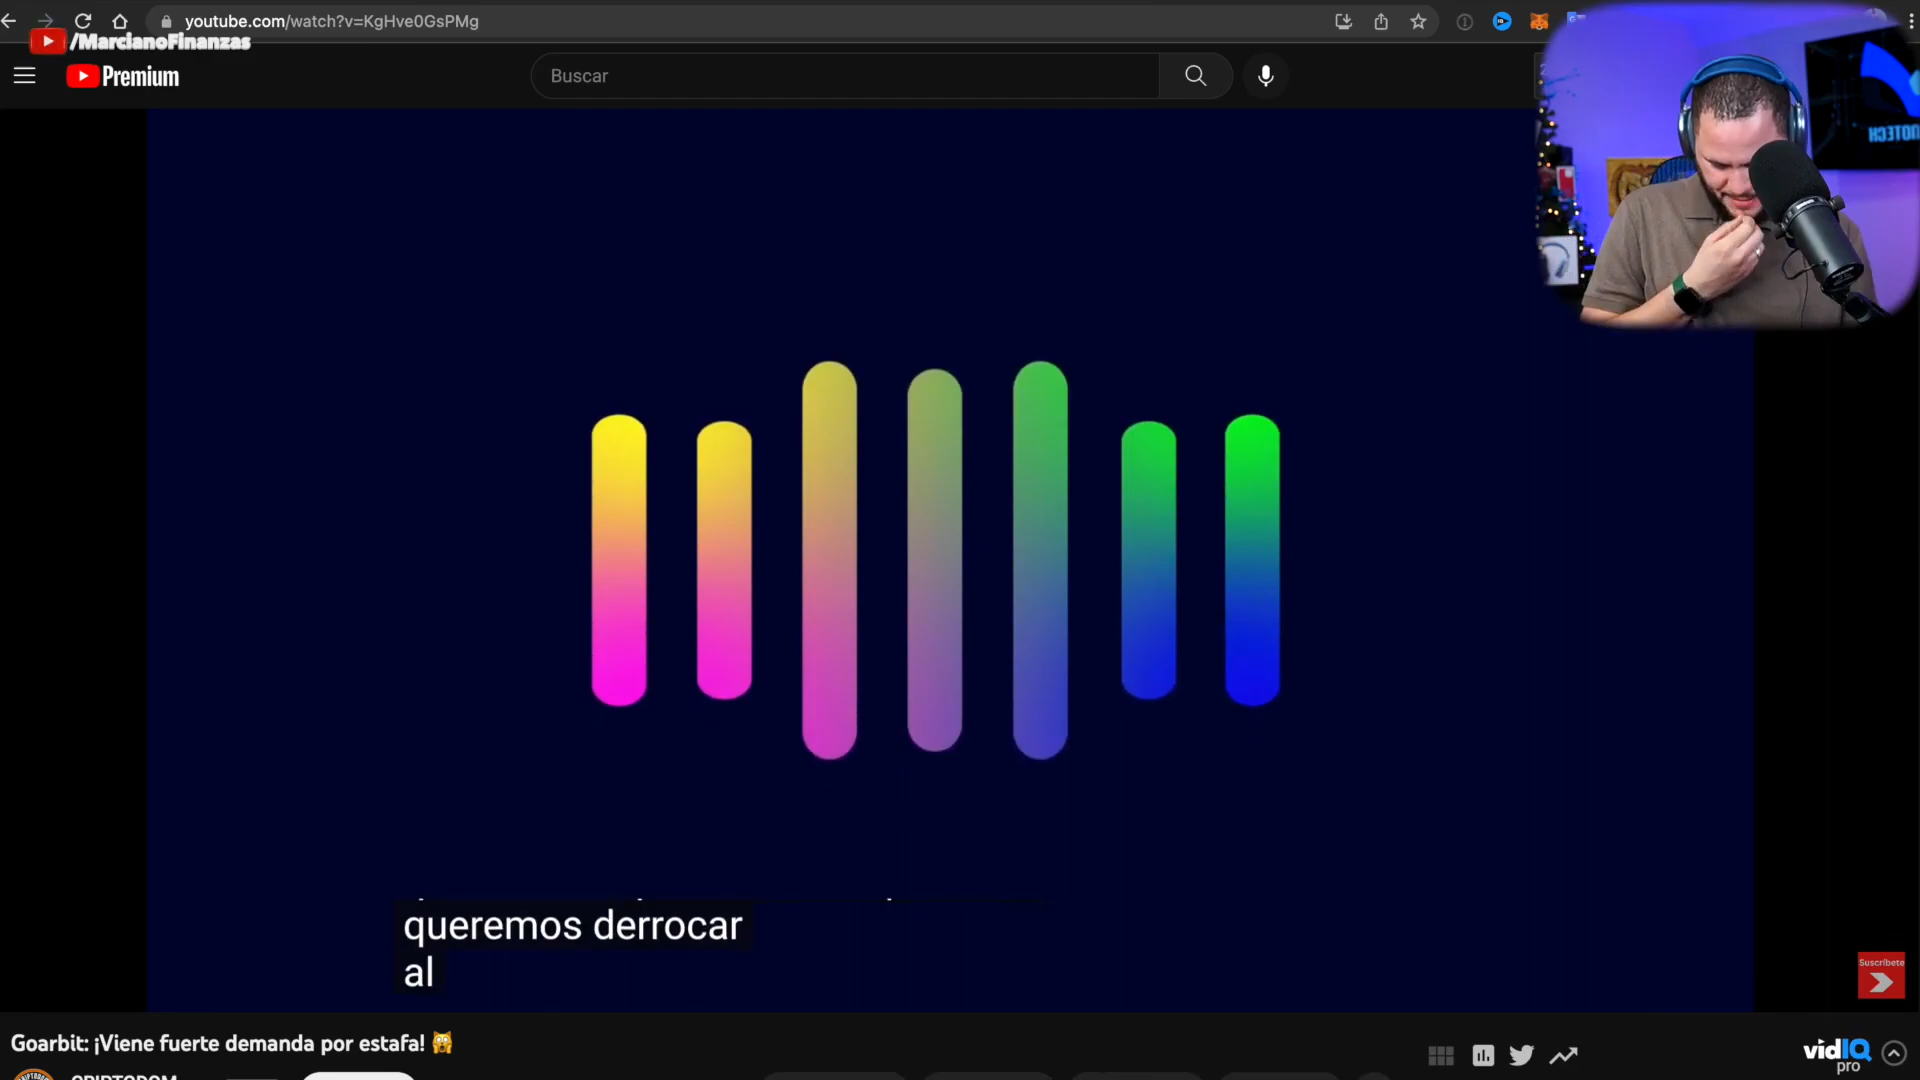 youtube.com/watch?v=KgHve0GsPMg
/MarcianoFinanzas
Premium
Buscar
queremos derrocar
al
Suscríbete
Goarbit: ¡Viene fuerte demanda por estafa!
vidIQ
pro
CRIPTODOM